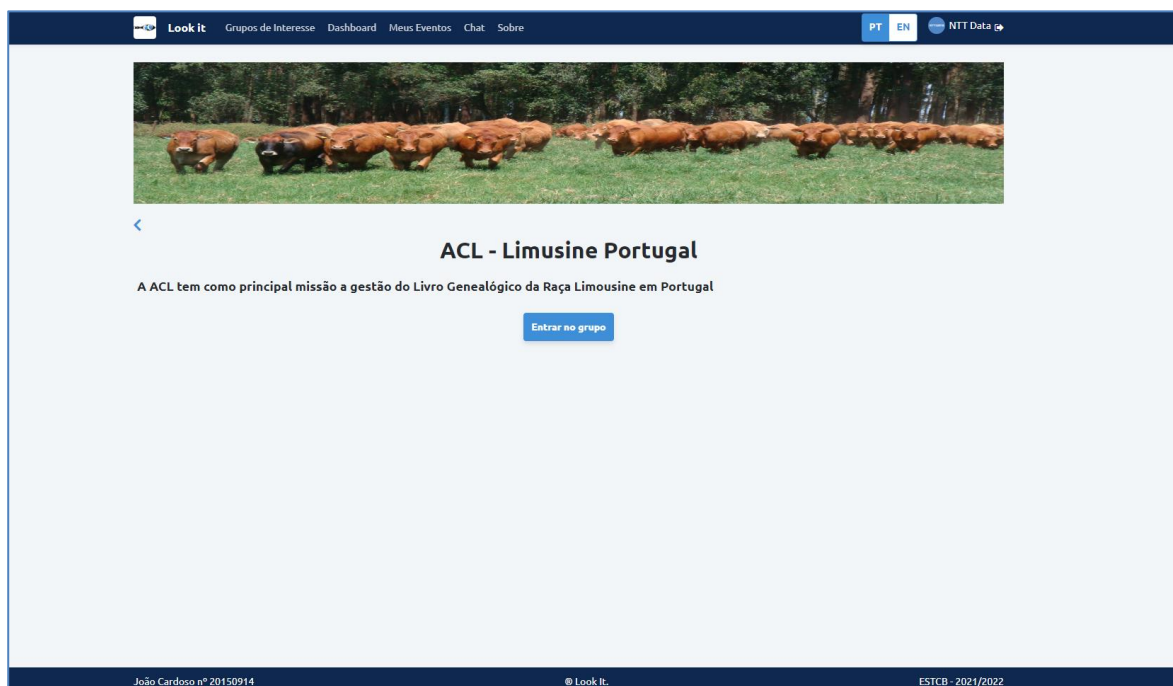 Look it Grupos de Interesse Dashboard Meus Eventos Chat Sobre PT EN NTT Data
ACL - Limusine Portugal
A ACL tem como principal missão a gestão do Livro Genealógico da Raça Limousine em Portugal
Entrar no grupo
João Cardoso nº 20150914 ® Look It. ESTCB - 2021/2022